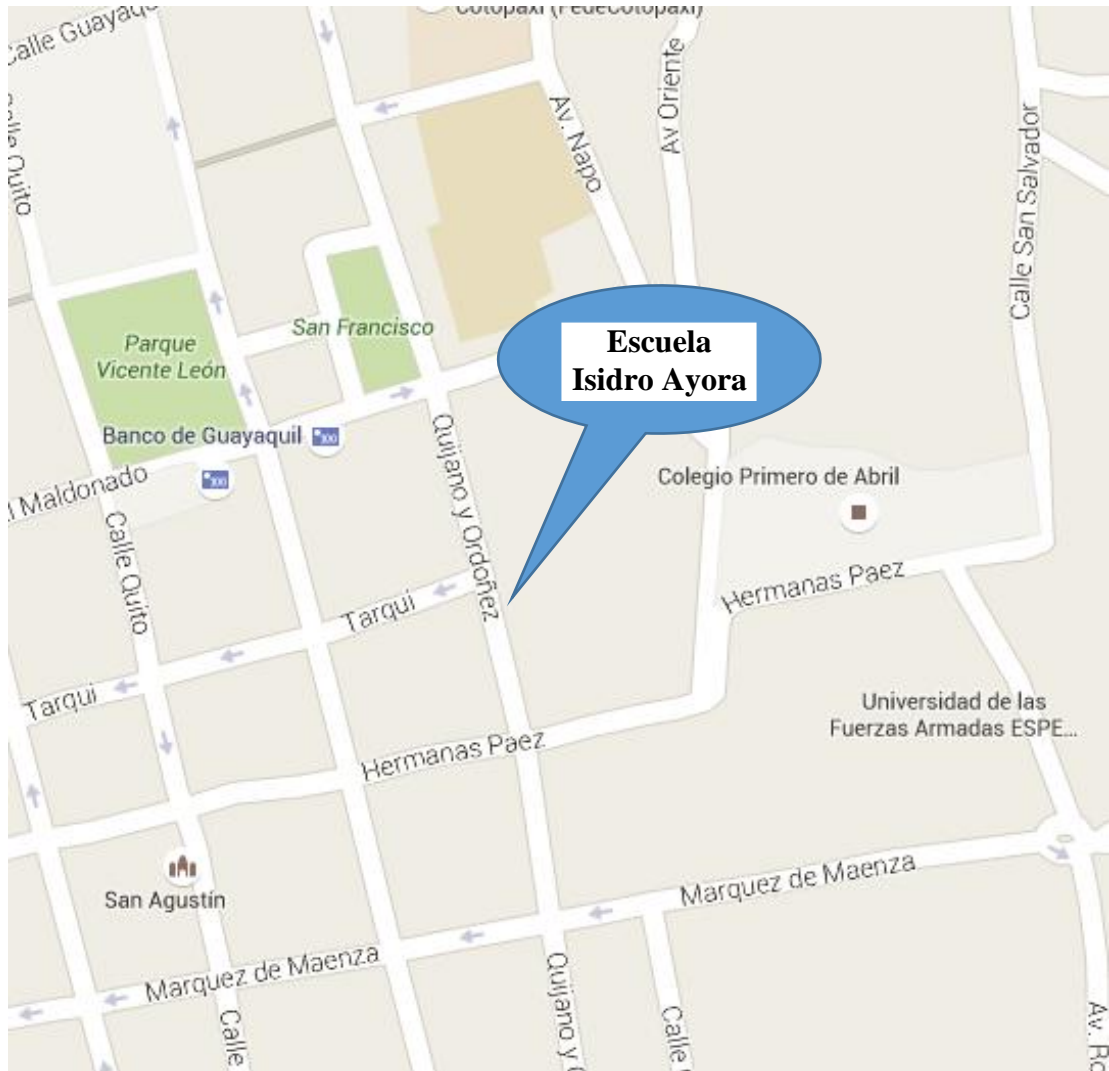 Cotopaxi (FedeCotopaxi)
Calle Guayaqu
Calle Quito
Av. Napo
Av Oriente
Calle San Salvador
San Francisco
Parque
Vicente León
Escuela
Isidro Ayora
Banco de Guayaquil
Maldonado
Quijano y Ordoñez
Colegio Primero de Abril
Calle Quito
Tarqui
Hermanas Paez
Tarqui
Universidad de las
Fuerzas Armadas ESPE...
Hermanas Paez
San Agustín
Marquez de Maenza
Marquez de Maenza
Quijano y
Calle
Calle
Av.